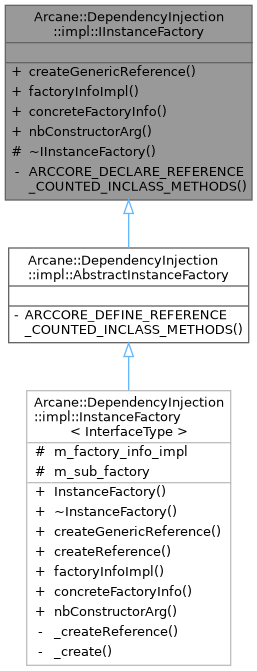 Arcane::DependencyInjection
::impl::IInstanceFactory
+ createGenericReference()
+ factoryInfoImpl()
+ concreteFactoryInfo()
+ nbConstructorArg()
# ~IInstanceFactory()
- ARCCORE_DECLARE_REFERENCE
_COUNTED_INCLASS_METHODS()
Arcane::DependencyInjection
::impl::AbstractInstanceFactory
- ARCCORE_DEFINE_REFERENCE
_COUNTED_INCLASS_METHODS()
Arcane::DependencyInjection
::impl::InstanceFactory
< InterfaceType >
# m_factory_info_impl
# m_sub_factory
+ InstanceFactory()
+ ~InstanceFactory()
+ createGenericReference()
+ createReference()
+ factoryInfoImpl()
+ concreteFactoryInfo()
+ nbConstructorArg()
- _createReference()
- _create()